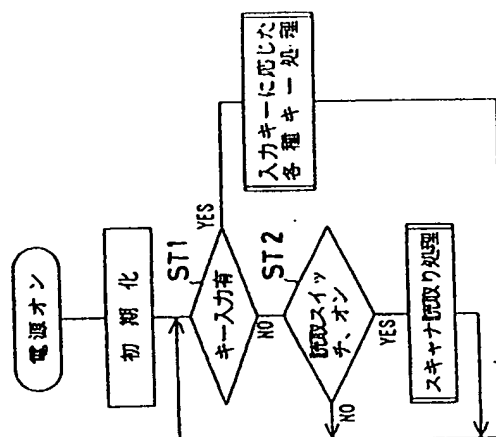 電源オン
初期化
ST1
キー入力有
YES
入力キーに応じた
各種キー処理
NO
ST2
読取スイッ
チ、オン
NO
YES
スキャナ読取り処理